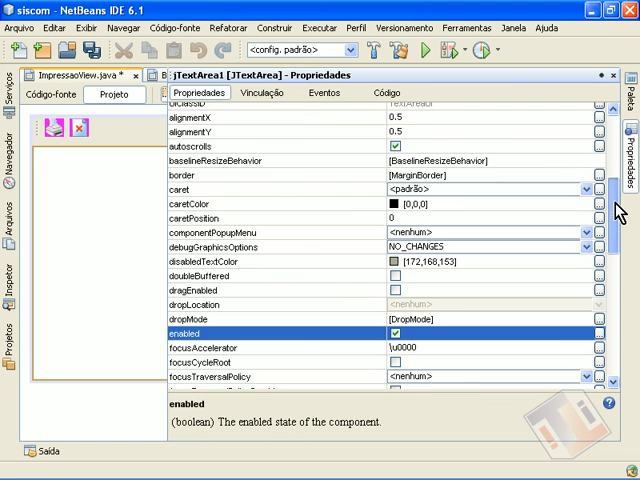 siscom - NetBeans IDE 6.1
Arquivo Editar Exibir Navegar Código-fonte Refatorar Construir Executar Perfil Versionamento Ferramentas Janela Ajuda
<config. padrão>
ImpressaoView.java *
jTextArea1 [JTextArea] - Propriedades
Código-fonte Projeto
Propriedades Vinculação Eventos Código
uiClassID TextAreaUI
alignmentX 0.5
alignmentY 0.5
autoscrolls
baselineResizeBehavior [BaselineResizeBehavior]
border [MarginBorder]
caret <padrão>
caretColor [0,0,0]
caretPosition 0
componentPopupMenu <nenhum>
debugGraphicsOptions NO_CHANGES
disabledTextColor [172,168,153]
doubleBuffered
dragEnabled
dropLocation <nenhum>
dropMode [DropMode]
enabled
focusAccelerator \u0000
focusCycleRoot
focusTraversalPolicy <nenhum>
enabled
(boolean) The enabled state of the component.
Serviços
Navegador
Arquivos
Inspetor
Projetos
Paleta
Propriedades
Saída